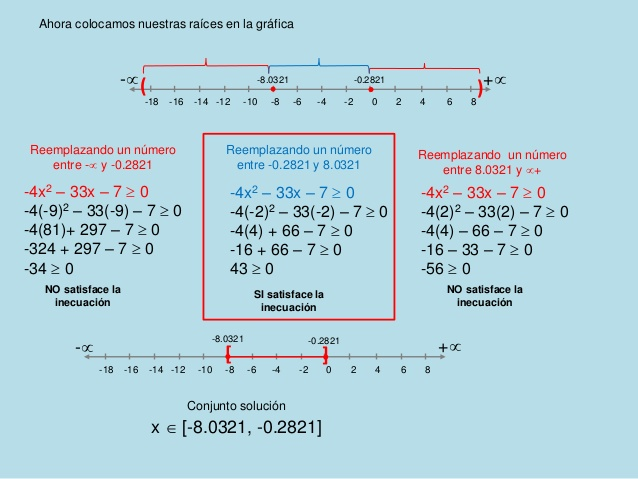 Ahora colocamos nuestras raíces en la gráfica
-∝ ( -8.0321 -0.2821 ) +∝
-18 -16 -14 -12 -10 -8 -6 -4 -2 0 2 4 6 8
Reemplazando un número
entre -∝ y -0.2821
-4x² – 33x – 7 ≥ 0
-4(-9)² – 33(-9) – 7 ≥ 0
-4(81)+ 297 – 7 ≥ 0
-324 + 297 – 7 ≥ 0
-34 ≥ 0
NO satisface la
inecuación
Reemplazando un número
entre -0.2821 y 8.0321
-4x² – 33x – 7 ≥ 0
-4(-2)² – 33(-2) – 7 ≥ 0
-4(4) + 66 – 7 ≥ 0
-16 + 66 – 7 ≥ 0
43 ≥ 0
SI satisface la
inecuación
Reemplazando un número
entre 8.0321 y ∝+
-4x² – 33x – 7 ≥ 0
-4(2)² – 33(2) – 7 ≥ 0
-4(4) – 66 – 7 ≥ 0
-16 – 33 – 7 ≥ 0
-56 ≥ 0
NO satisface la
inecuación
-∝ [ -8.0321 -0.2821 ] +∝
-18 -16 -14 -12 -10 -8 -6 -4 -2 0 2 4 6 8
Conjunto solución
x ∈ [-8.0321, -0.2821]